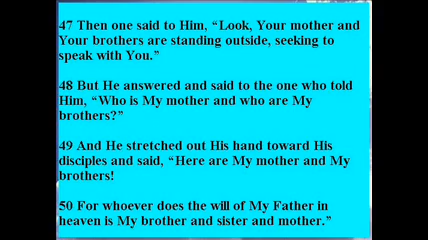 47 Then one said to Him, “Look, Your mother and
Your brothers are standing outside, seeking to
speak with You.”
48 But He answered and said to the one who told
Him, “Who is My mother and who are My
brothers?”
49 And He stretched out His hand toward His
disciples and said, “Here are My mother and My
brothers!
50 For whoever does the will of My Father in
heaven is My brother and sister and mother.”